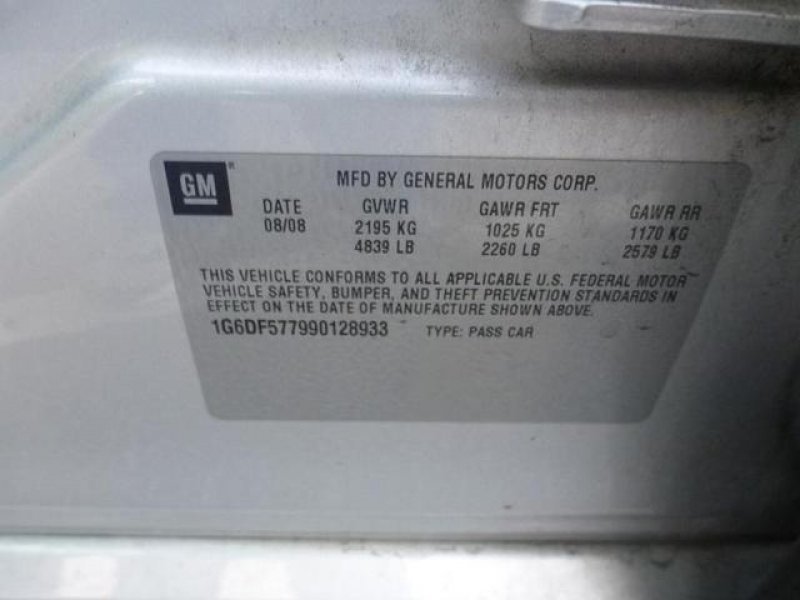 GM®
MFD BY GENERAL MOTORS CORP.
DATE GVWR GAWR FRT GAWR RR
08/08 2195 KG 1025 KG 1170 KG
4839 LB 2260 LB 2579 LB
THIS VEHICLE CONFORMS TO ALL APPLICABLE U.S. FEDERAL MOTOR
VEHICLE SAFETY, BUMPER, AND THEFT PREVENTION STANDARDS IN
EFFECT ON THE DATE OF MANUFACTURE SHOWN ABOVE.
1G6DF577990128933 TYPE: PASS CAR